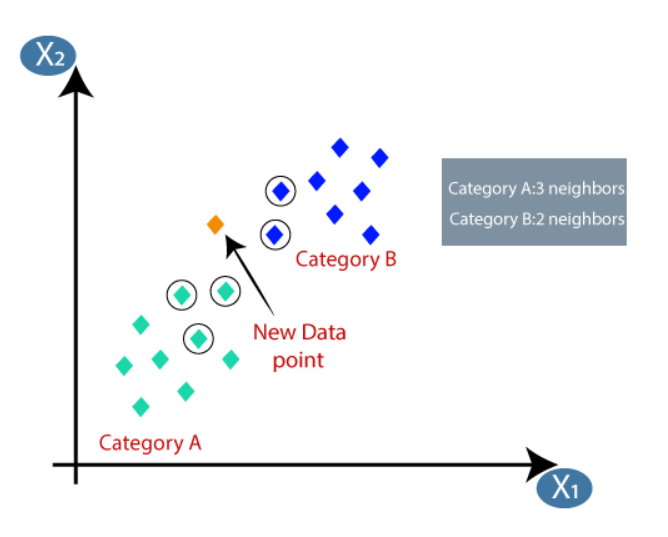 X2
Category A:3 neighbors
Category B:2 neighbors
Category B
New Data
point
Category A
X1